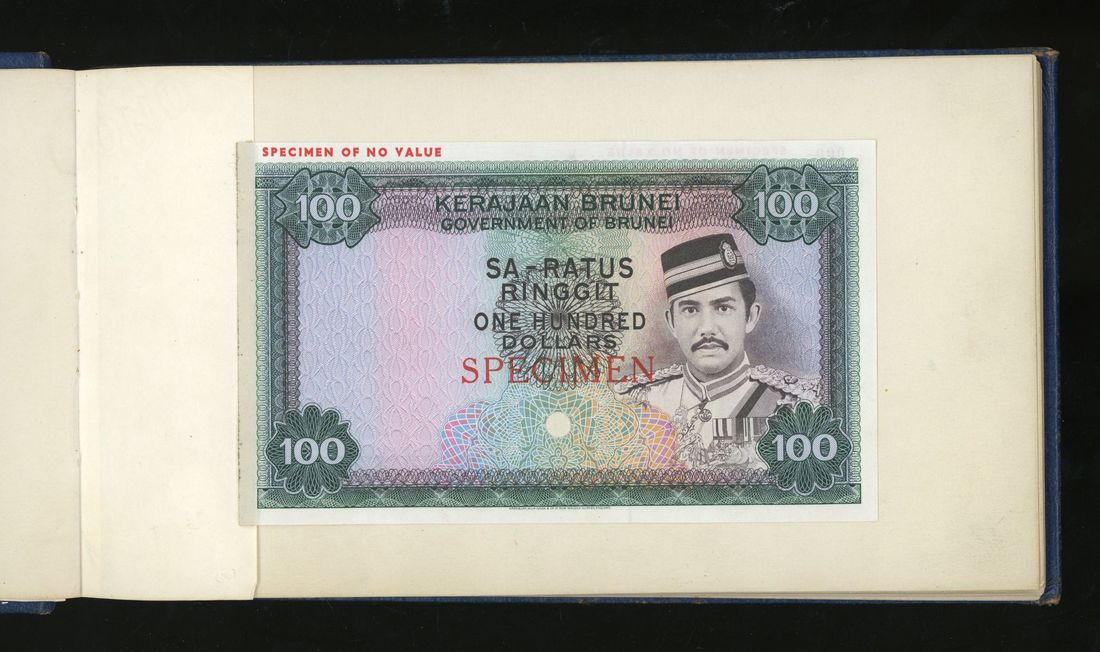 SPECIMEN OF NO VALUE
100
KERAJAAN BRUNEI
100
GOVERNMENT OF BRUNEI
SA-RATUS
RINGGIT
ONE HUNDRED
DOLLARS
SPECIMEN
100
100